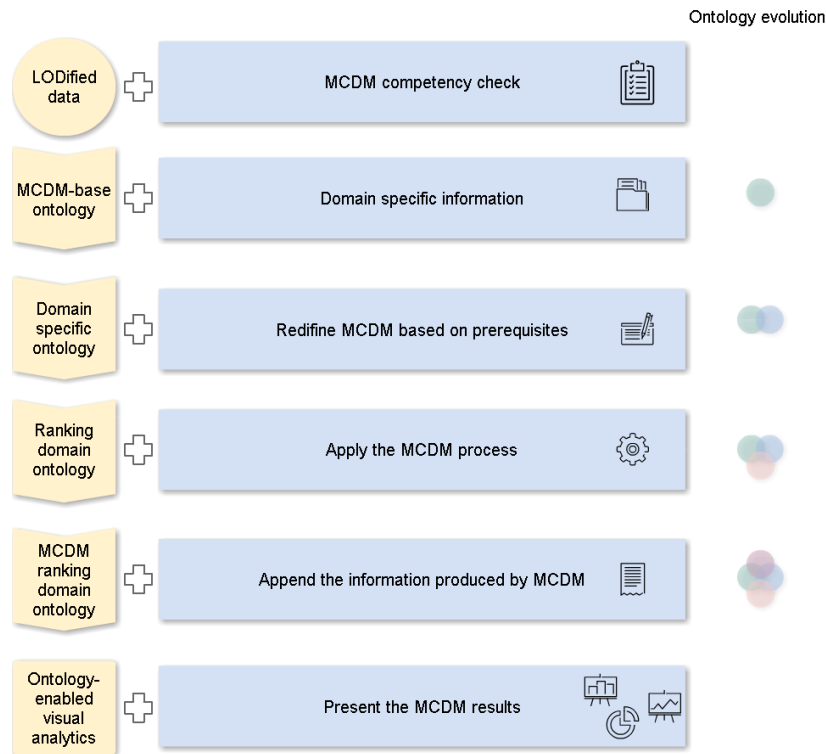 Ontology evolution
LODified
data
MCDM competency check
MCDM-base
ontology
Domain specific information
Domain
specific
ontology
Redifine MCDM based on prerequisites
Ranking
domain
ontology
Apply the MCDM process
MCDM
ranking
domain
ontology
Append the information produced by MCDM
Ontology-
enabled
visual
analytics
Present the MCDM results